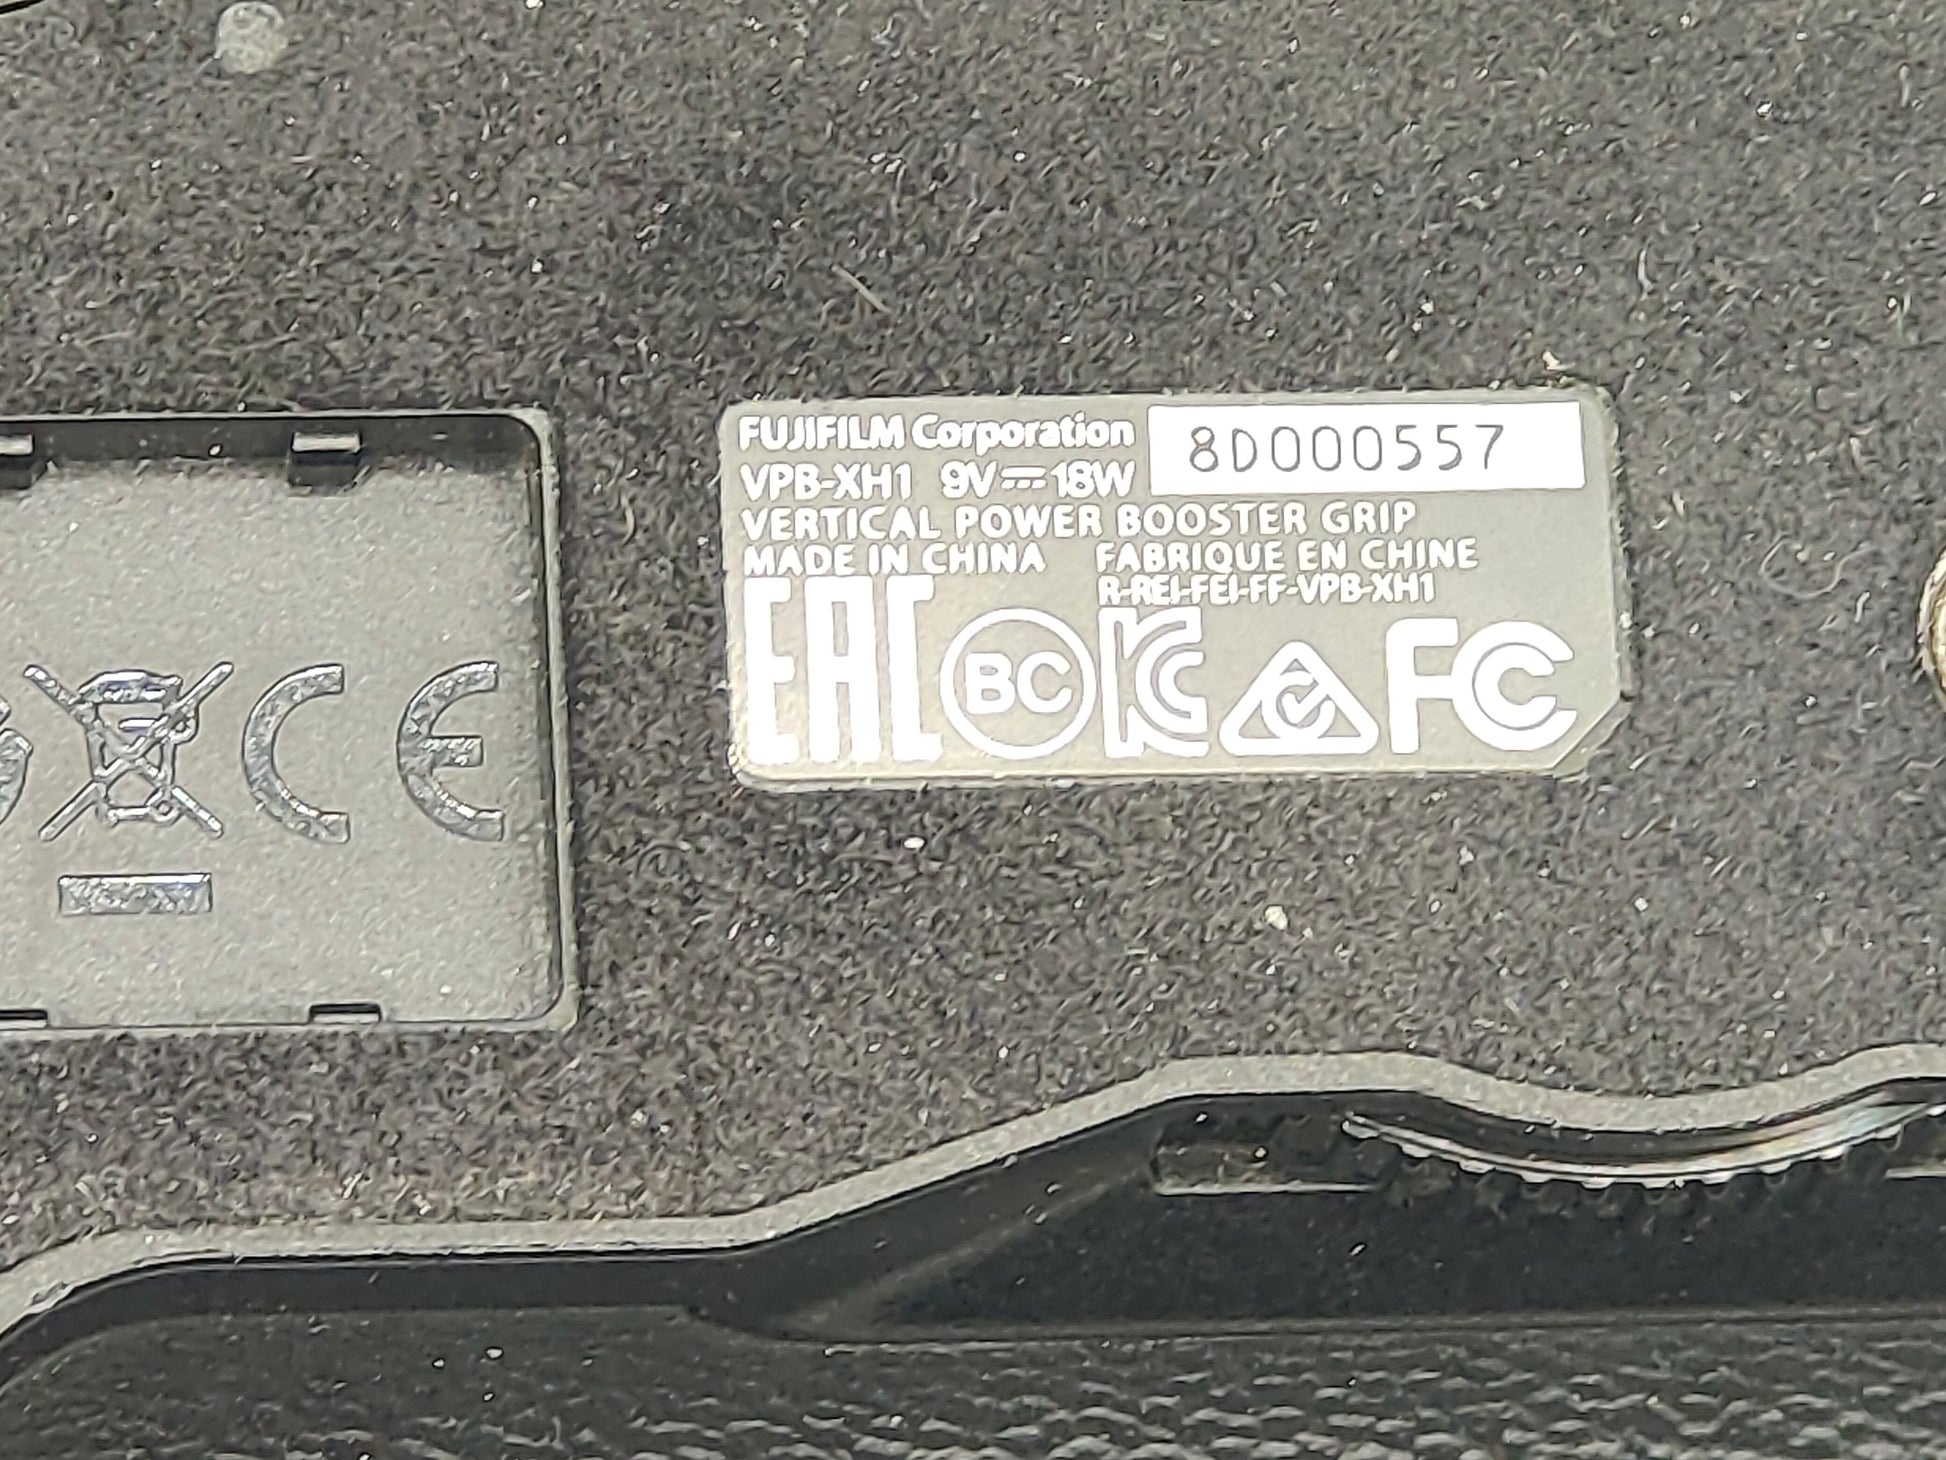 FUJIFILM Corporation
8D000557
VPB-XH1 9V⎓18W
VERTICAL POWER BOOSTER GRIP
MADE IN CHINA FABRIQUE EN CHINE
R-REI-FEI-FF-VPB-XH1
EAC BC KC FC
CE